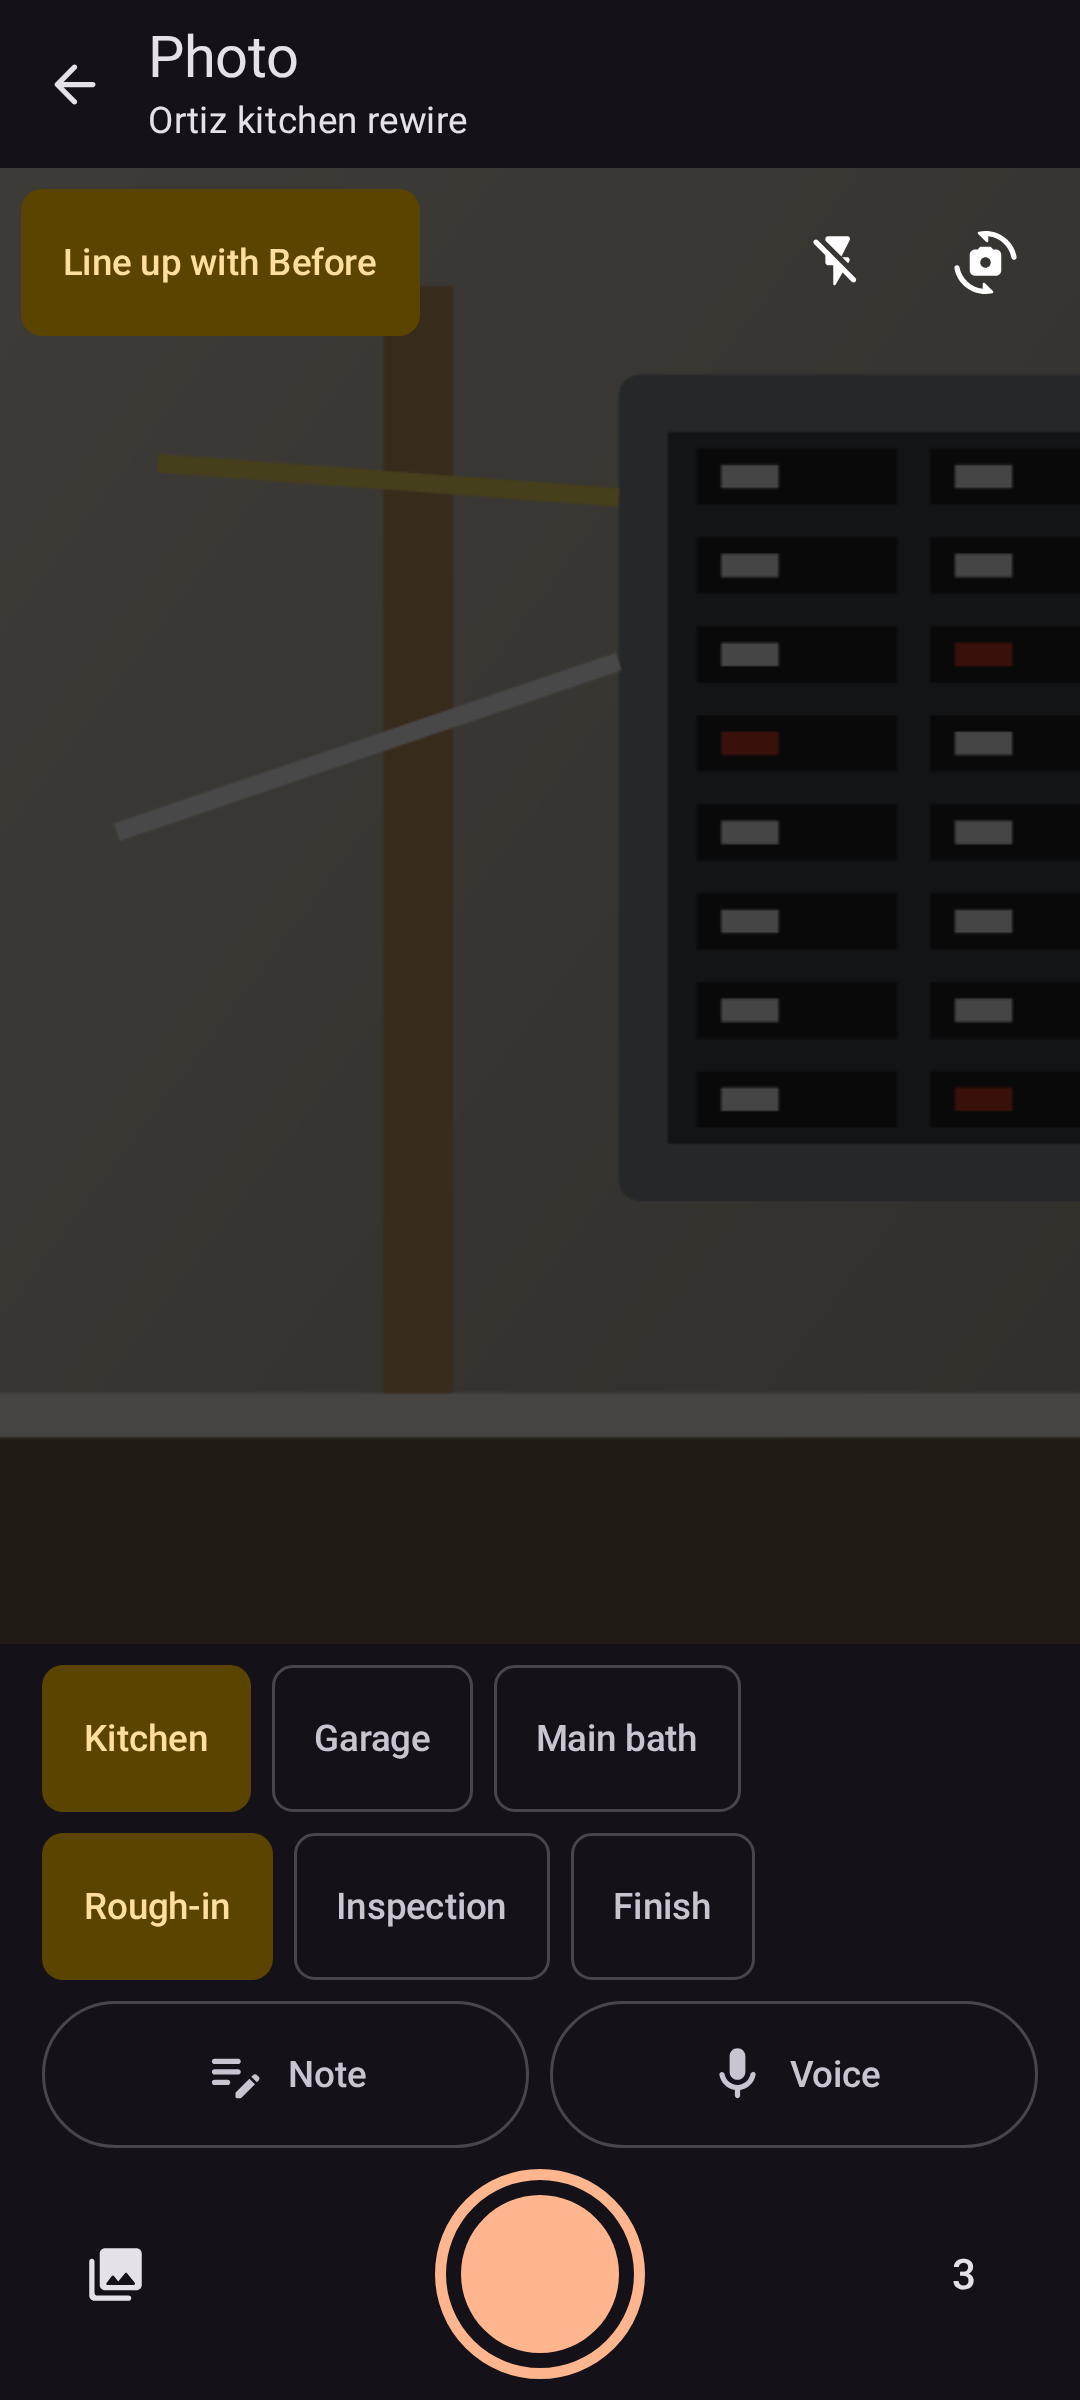 Photo
Ortiz kitchen rewire
Line up with Before
Kitchen Garage Main bath
Rough-in Inspection Finish
Note Voice
3